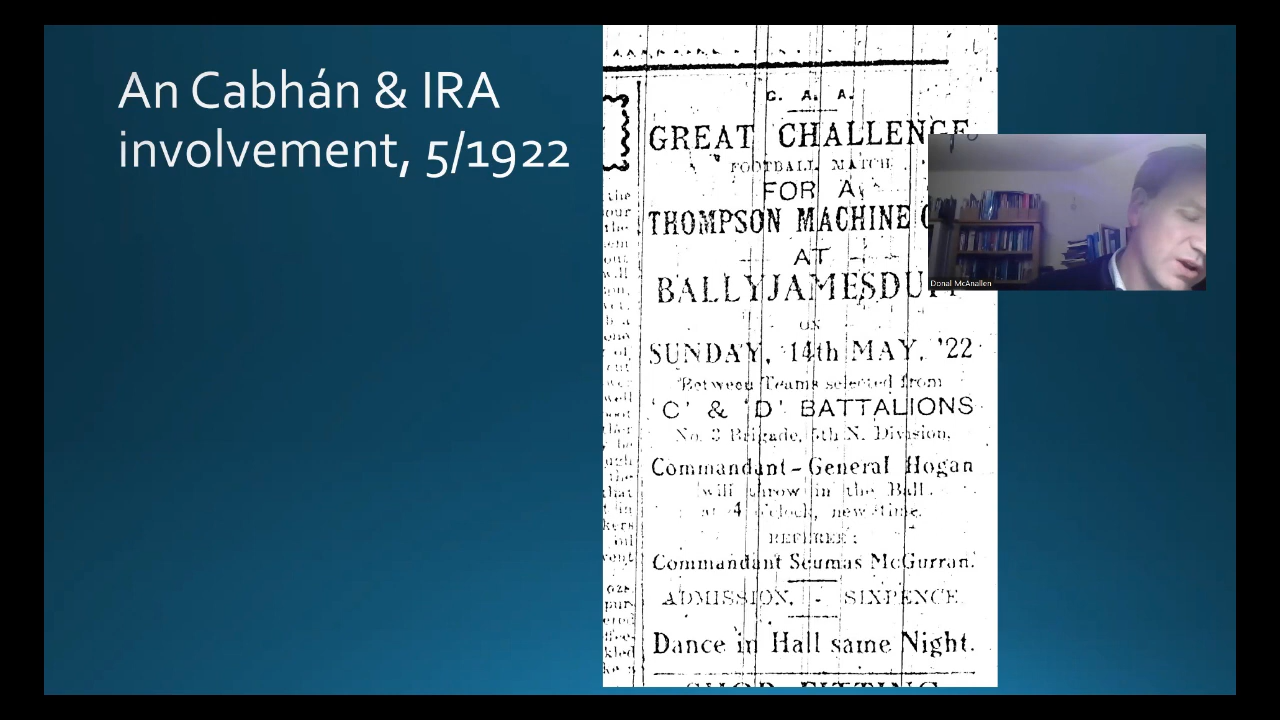 An Cabhán & IRA
involvement, 5/1922
G. A. A.
GREAT CHALLENGE
FOOTBALL MATCH
FOR A
THOMPSON MACHINE
AT
BALLYJAMESDUFF
ON
SUNDAY, 14th MAY, '22
Between Teams selected from
'C' & 'D' BATTALIONS
No. 3 Brigade, 5th N. Division,
Commandant-General Hogan
will throw in the Ball
at 4 o'clock, new time.
REFEREE:
Commandant Seumas McGurran.
ADMISSION, - SIXPENCE
Dance in Hall same Night.
SHOP FITTING
Donal McAnallen